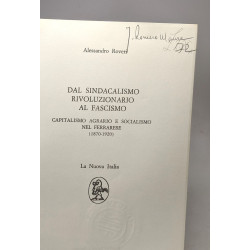 Alessandro Roveri
DAL SINDACALISMO
RIVOLUZIONARIO
AL FASCISMO
CAPITALISMO AGRARIO E SOCIALISMO
NEL FERRARESE
(1870-1920)
La Nuova Italia